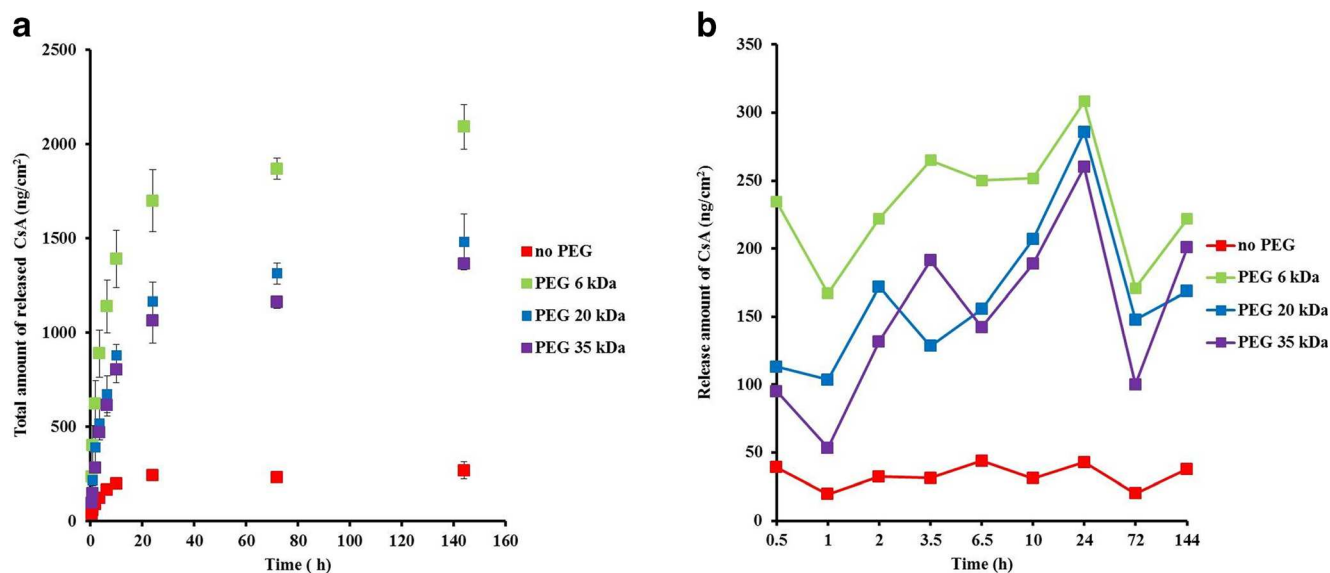 a
Total amount of released CsA (ng/cm²)
2500
2000
1500
1000
500
0
0 20 40 60 80 100 120 140 160
Time ( h)
no PEG
PEG 6 kDa
PEG 20 kDa
PEG 35 kDa
b
Release amount of CsA (ng/cm²)
350
300
250
200
150
100
50
0
0.5 1 2 3.5 6.5 10 24 72 144
Time (h)
no PEG
PEG 6 kDa
PEG 20 kDa
PEG 35 kDa